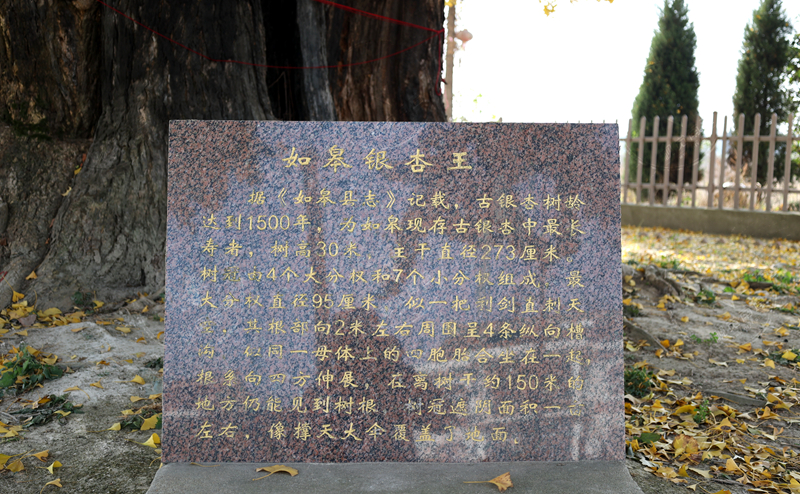 如皋银杏王
据《如皋县志》记载，古银杏树龄
达到1500年，为如皋现存古银杏中最长
寿者，树高30米，主干直径273厘米。
树冠由4个大分杈和7个小分杈组成，最
大分杈直径95厘米，似一把利剑直刺天
空，其根部向2米左右周围呈4条纵向槽
向，仁同一母体上的四胞胎合生在一起，
根系向四方伸展，在离树干约150米的
地方仍能见到树根。树冠遮阴面积一亩
左右，像撑天大伞覆盖了地面。